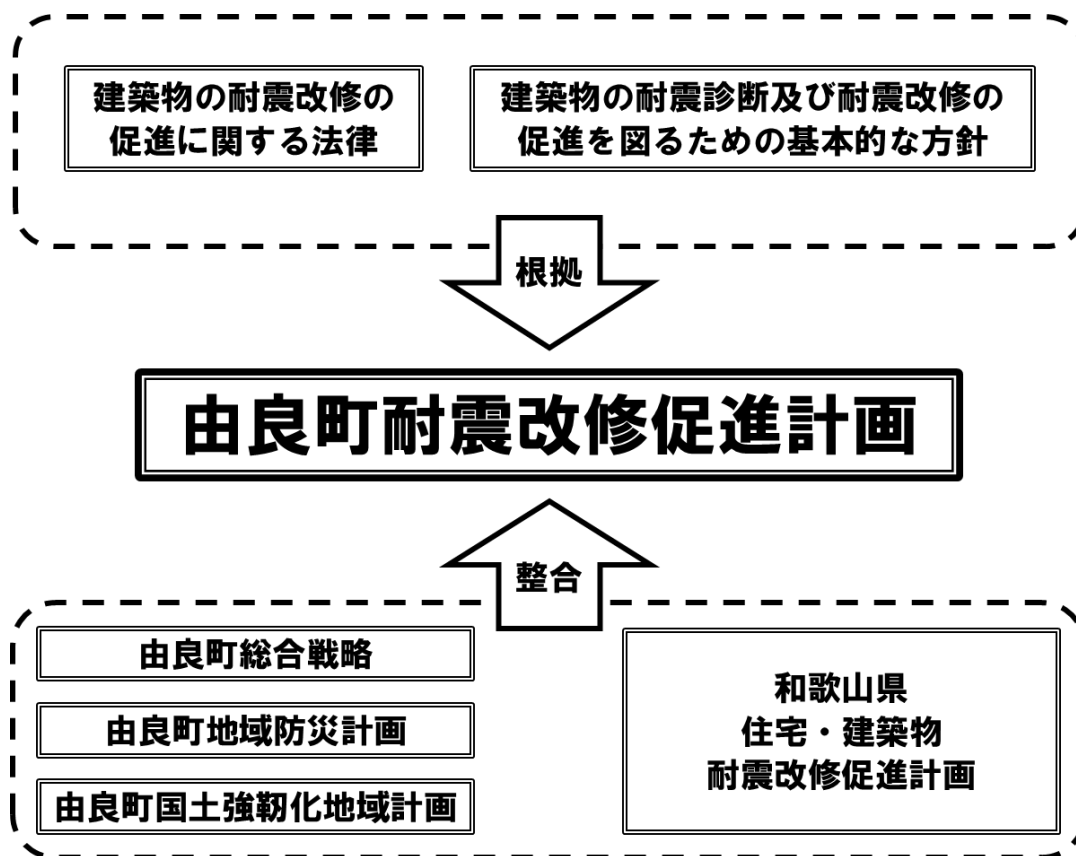 建築物の耐震改修の
促進に関する法律
建築物の耐震診断及び耐震改修の
促進を図るための基本的な方針
根拠
由良町耐震改修促進計画
整合
由良町総合戦略
由良町地域防災計画
由良町国土強靭化地域計画
和歌山県
住宅・建築物
耐震改修促進計画